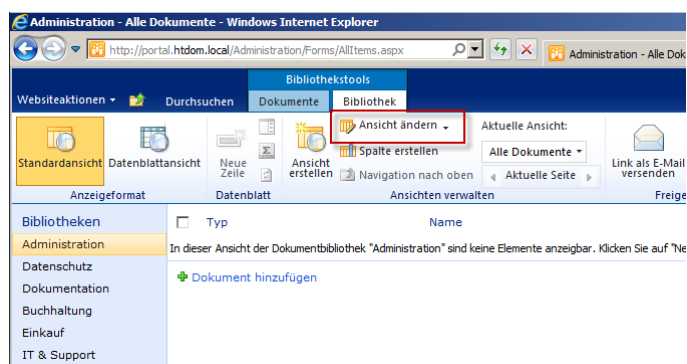 Administration - Alle Dokumente - Windows Internet Explorer
http://portal.htdom.local/Administration/Forms/AllItems.aspx
Administration - Alle Dok
Bibliothekstools
Websiteaktionen Durchsuchen Dokumente Bibliothek
Standardansicht
Datenblattansicht
Neue Zeile
Ansicht erstellen
Ansicht ändern
Spalte erstellen
Navigation nach oben
Aktuelle Ansicht:
Alle Dokumente
Aktuelle Seite
Link als E-Mail versenden
Anzeigeformat Datenblatt Ansichten verwalten Freige
Bibliotheken
Administration
Datenschutz
Dokumentation
Buchhaltung
Einkauf
IT & Support
Typ Name
In dieser Ansicht der Dokumentbibliothek "Administration" sind keine Elemente anzeigbar. Klicken Sie auf "Ne
Dokument hinzufügen